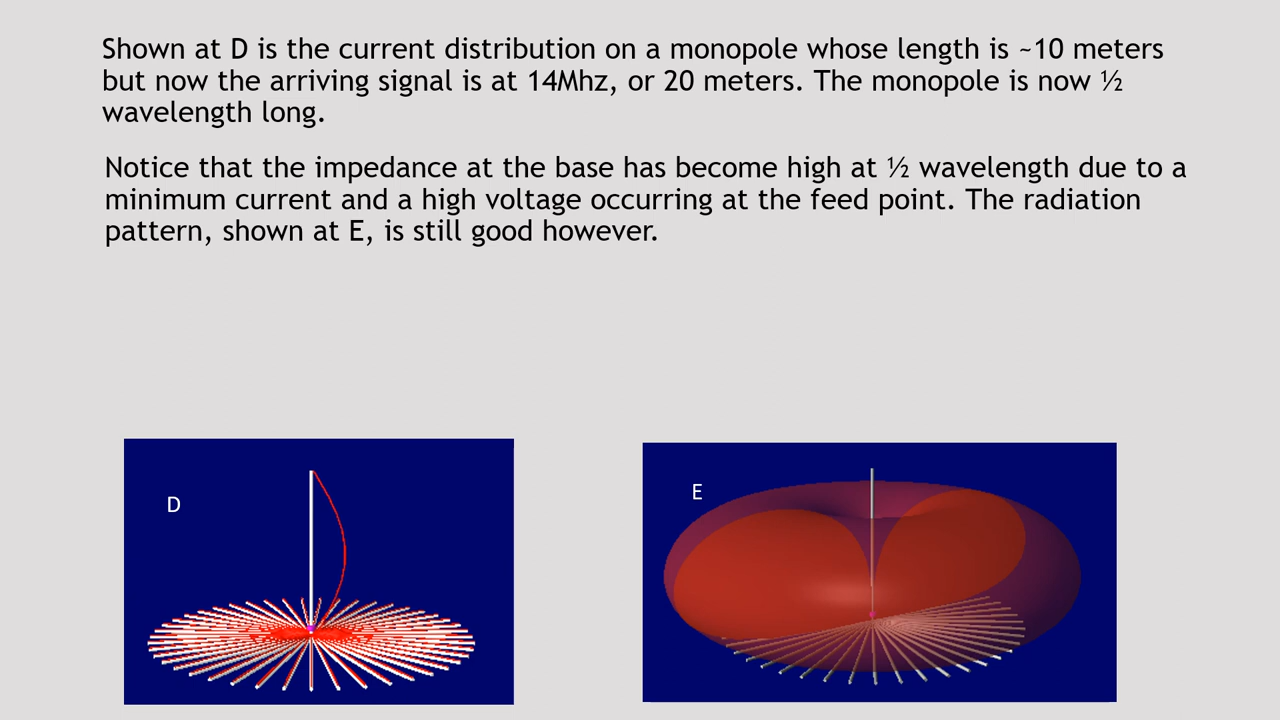 Shown at D is the current distribution on a monopole whose length is ~10 meters
but now the arriving signal is at 14Mhz, or 20 meters. The monopole is now ½
wavelength long.
Notice that the impedance at the base has become high at ½ wavelength due to a
minimum current and a high voltage occurring at the feed point. The radiation
pattern, shown at E, is still good however.
D
E